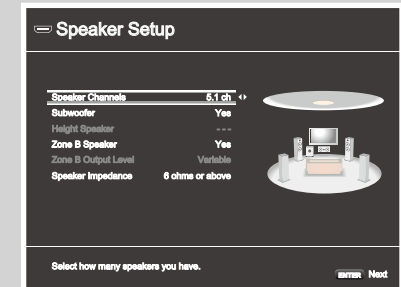 Speaker Setup
Speaker Channels 5.1 ch
Subwoofer Yes
Height Speaker ---
Zone B Speaker Yes
Zone B Output Level Variable
Speaker Impedance 6 ohms or above
Select how many speakers you have.
ENTER Next